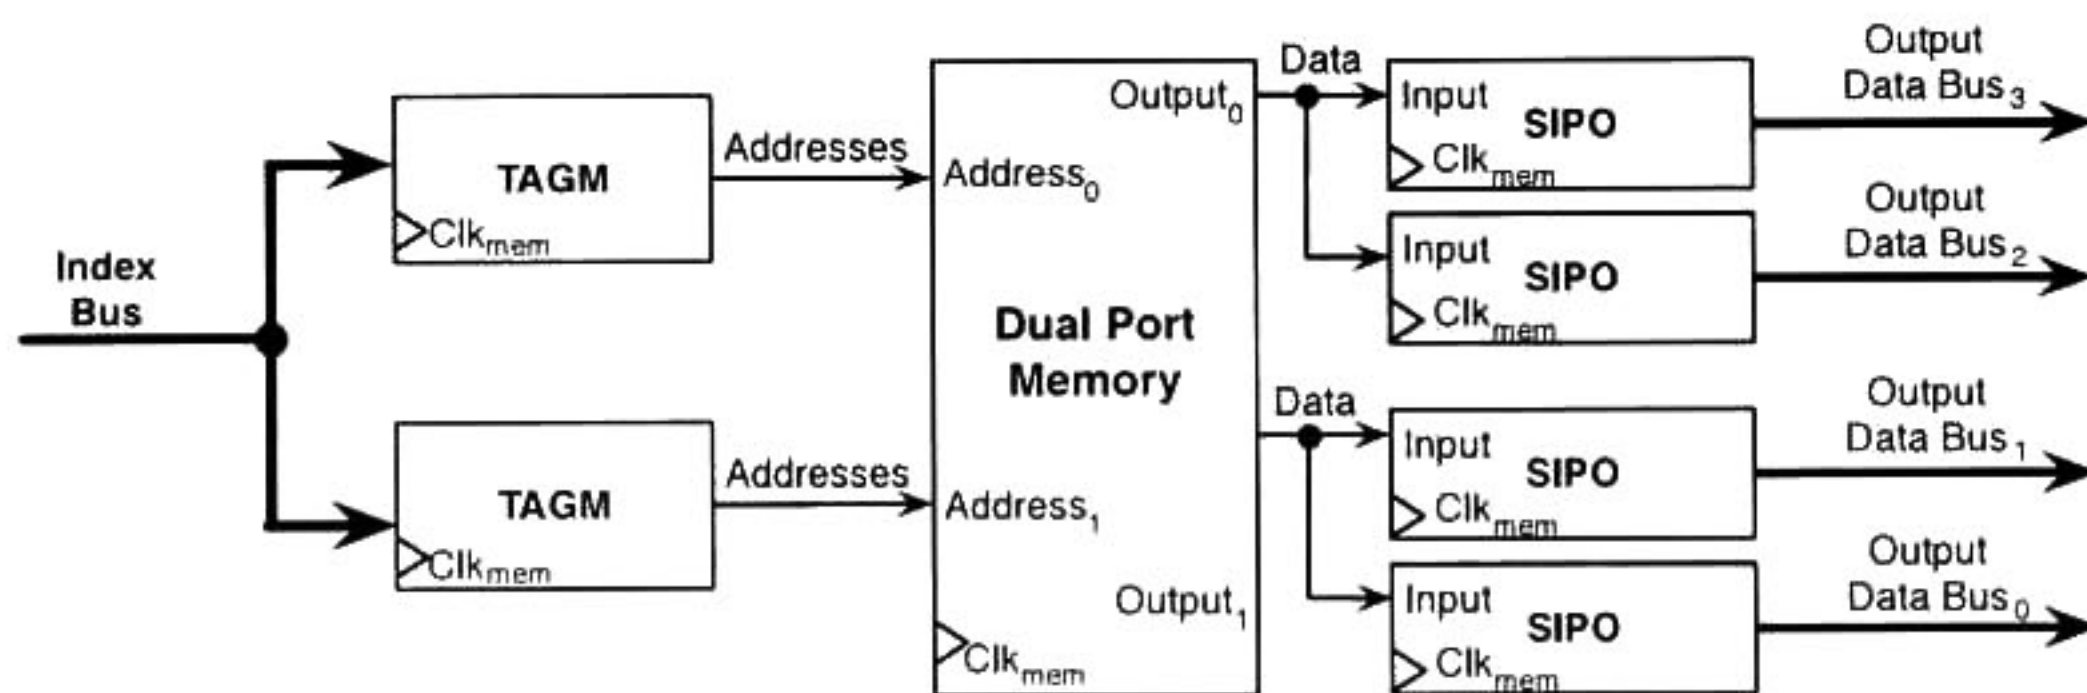 Index
Bus
TAGM
Clkmem
Addresses
TAGM
Clkmem
Addresses
Address0
Output0
Dual Port
Memory
Address1
Output1
Clkmem
Data
Input
SIPO
Clkmem
Output
Data Bus3
Input
SIPO
Clkmem
Output
Data Bus2
Data
Input
SIPO
Clkmem
Output
Data Bus1
Input
SIPO
Clkmem
Output
Data Bus0